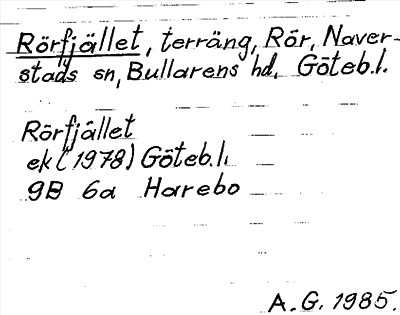 Rörfjället, terräng, Rör, Naver-
stads sn, Bullarens hd, Göteb.l.
Rörfjället
ek (1978) Göteb.l.
9B 6a Harebo
A.G. 1985.